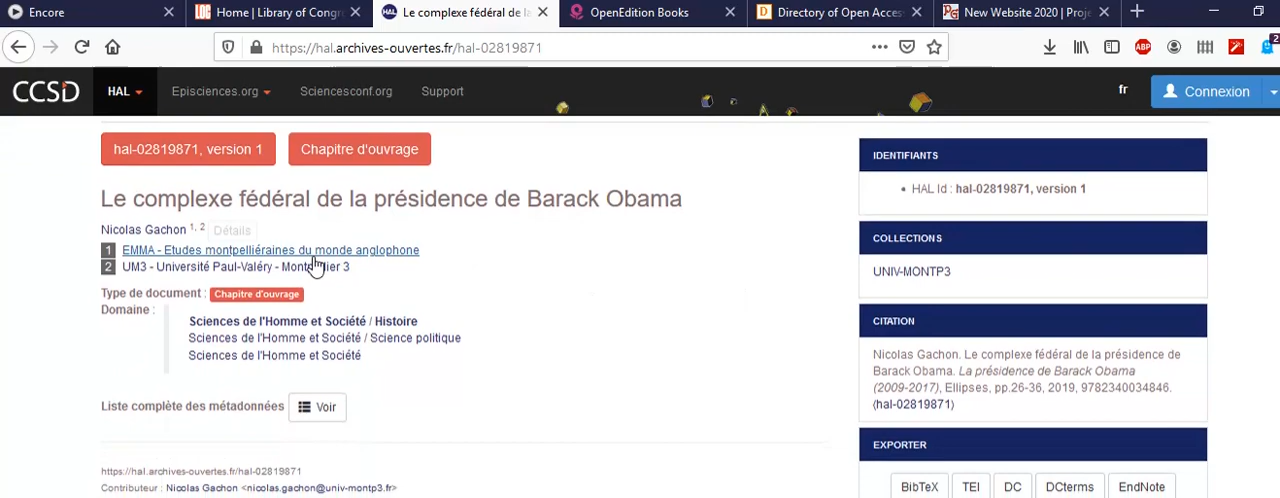 Encore
LOC Home | Library of Congr
HAL Le complexe fédéral de la
OpenEdition Books
D Directory of Open Access
PG New Website 2020 | Proje
https://hal.archives-ouvertes.fr/hal-02819871
ABP
2
CCSD
HAL
Episciences.org
Sciencesconf.org
Support
fr
Connexion
hal-02819871, version 1
Chapitre d'ouvrage
Le complexe fédéral de la présidence de Barack Obama
Nicolas Gachon 1, 2 Détails
1 EMMA - Etudes montpelliéraines du monde anglophone
2 UM3 - Université Paul-Valéry - Montpellier 3
Type de document : Chapitre d'ouvrage
Domaine :
Sciences de l'Homme et Société / Histoire
Sciences de l'Homme et Société / Science politique
Sciences de l'Homme et Société
Liste complète des métadonnées Voir
https://hal.archives-ouvertes.fr/hal-02819871
Contributeur : Nicolas Gachon <nicolas.gachon@univ-montp3.fr>
IDENTIFIANTS
• HAL Id : hal-02819871, version 1
COLLECTIONS
UNIV-MONTP3
CITATION
Nicolas Gachon. Le complexe fédéral de la présidence de
Barack Obama. La présidence de Barack Obama
(2009-2017), Ellipses, pp.26-36, 2019, 9782340034846.
⟨hal-02819871⟩
EXPORTER
BibTeX
TEI
DC
DCterms
EndNote